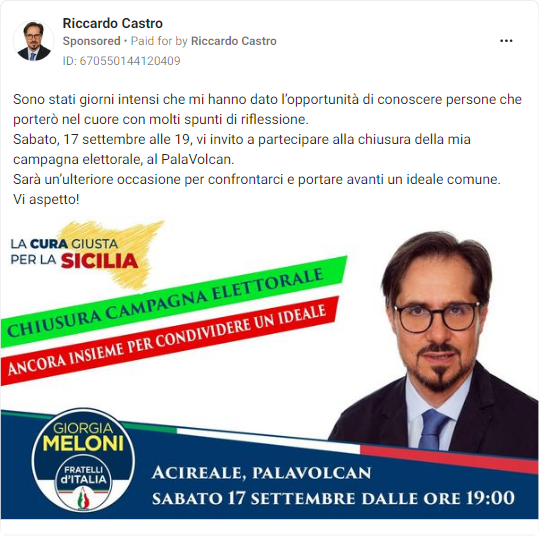 Riccardo Castro
Sponsored • Paid for by Riccardo Castro
ID: 670550144120409
Sono stati giorni intensi che mi hanno dato l'opportunità di conoscere persone che
porterò nel cuore con molti spunti di riflessione.
Sabato, 17 settembre alle 19, vi invito a partecipare alla chiusura della mia
campagna elettorale, al PalaVolcan.
Sarà un'ulteriore occasione per confrontarci e portare avanti un ideale comune.
Vi aspetto!
LA CURA GIUSTA
PER LA SICILIA
CHIUSURA CAMPAGNA ELETTORALE
ANCORA INSIEME PER CONDIVIDERE UN IDEALE
GIORGIA
MELONI
FRATELLI
d'ITALIA
ACIREALE, PALAVOLCAN
SABATO 17 SETTEMBRE DALLE ORE 19:00